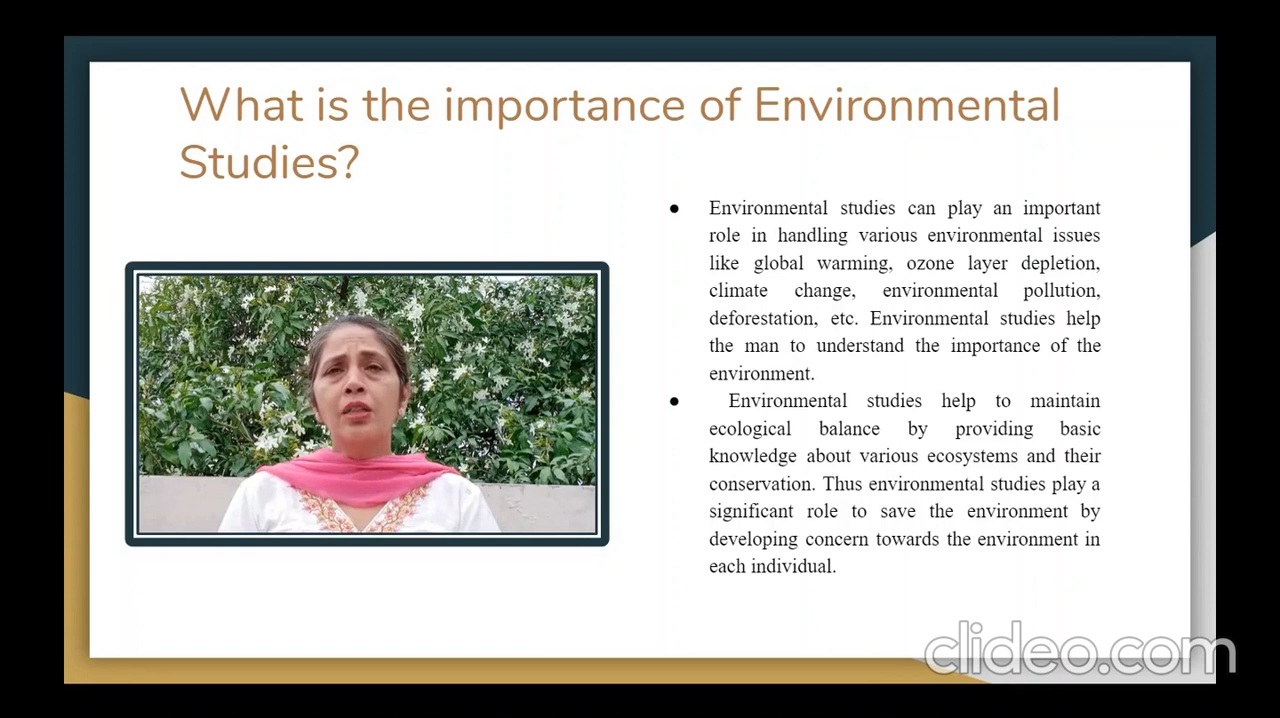 What is the importance of Environmental
Studies?
● Environmental studies can play an important
role in handling various environmental issues
like global warming, ozone layer depletion,
climate change, environmental pollution,
deforestation, etc. Environmental studies help
the man to understand the importance of the
environment.
● Environmental studies help to maintain
ecological balance by providing basic
knowledge about various ecosystems and their
conservation. Thus environmental studies play a
significant role to save the environment by
developing concern towards the environment in
each individual.
clideo.com